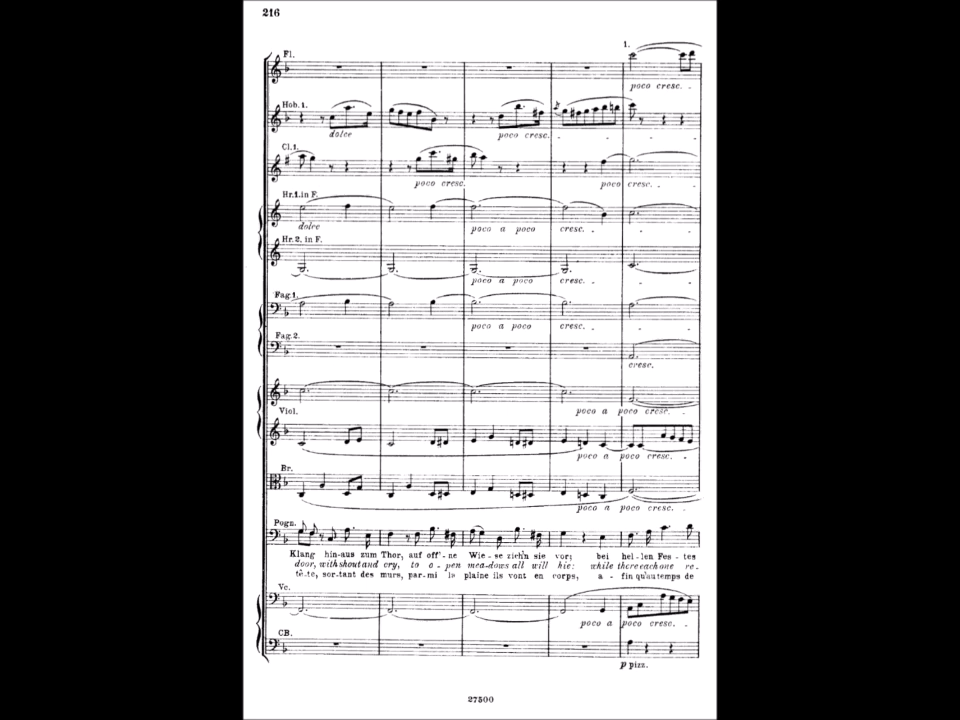 216
Fl.
1.
poco cresc. .
Hob. 1.
dolce
poco cresc.
Cl. 1.
poco cresc.
poco cresc. .
Hr. 1. in F.
dolce
poco a poco cresc. .
Hr. 2. in F.
poco a poco cresc. .
Fag. 1.
poco a poco cresc. .
Fag. 2.
cresc.
poco a poco cresc. .
Viol.
poco a poco cresc. .
Br.
poco a poco cresc. .
Pogn.
Klang hin-aus zum Thor, auf off'-ne Wie-se zieh'n sie vor; bei hel-len Fes-tes
door, with shout and cry, to o-pen mea-dows all will hie: while there each one re-
tê-te, sor-tant des murs, par-mi la plaine ils vont en corps, a-fin qu'au temps de
Vc.
poco a poco cresc. .
CB.
p pizz.
27500